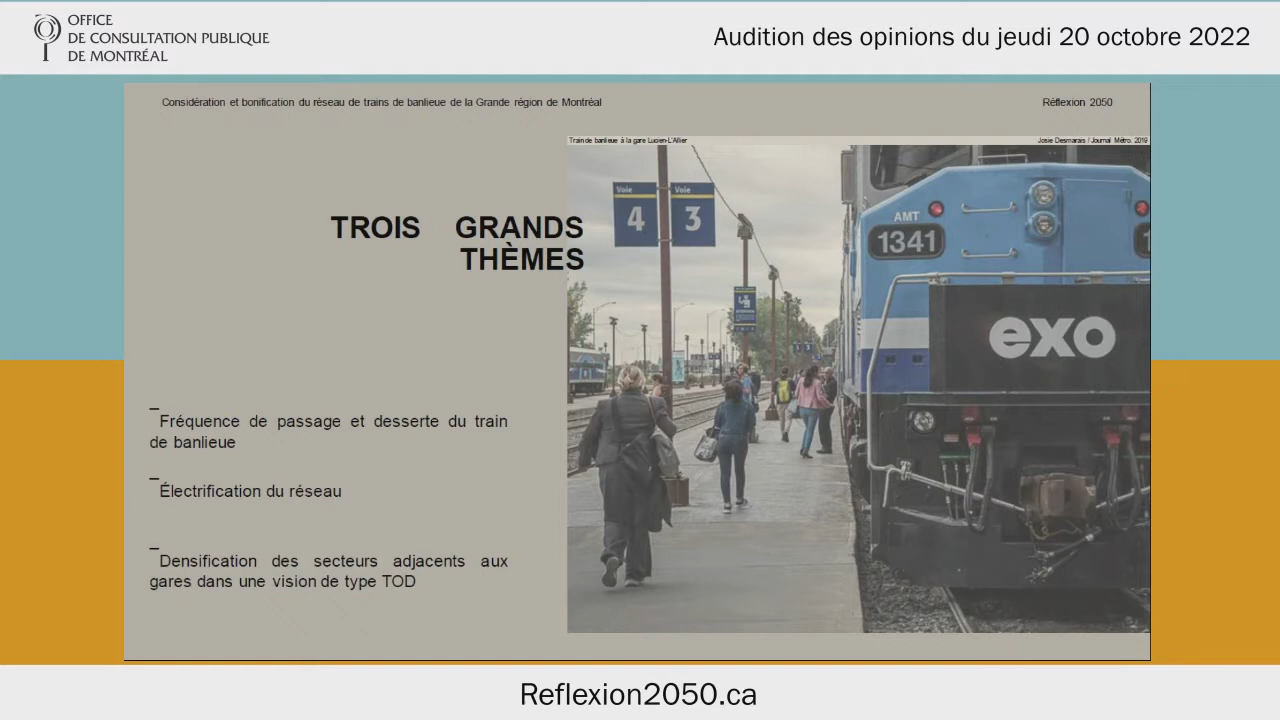 OFFICE
DE CONSULTATION PUBLIQUE
DE MONTRÉAL
Audition des opinions du jeudi 20 octobre 2022
Considération et bonification du réseau de trains de banlieue de la Grande région de Montréal
Réflexion 2050
Train de banlieue à la gare Lucien-L'Allier
Josie Desmarais / Journal Métro. 2019
TROIS GRANDS
THÈMES
Voie
4
Voie
3
AMT
1341
1
exo
Fréquence de passage et desserte du train
de banlieue
Électrification du réseau
Densification des secteurs adjacents aux
gares dans une vision de type TOD
Reflexion2050.ca